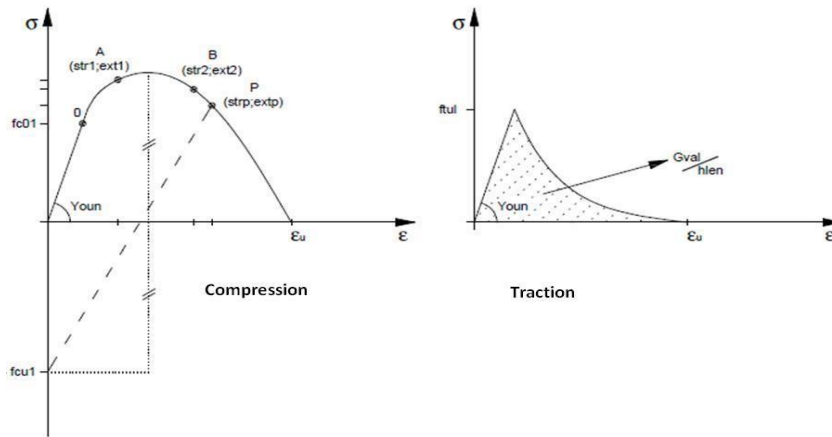 σ
A
(str1;ext1)
B
(str2;ext2)
P
(strp;extp)
0
fc01
Youn
εu
ε
Compression
fcu1
σ
ftul
Gval/hlen
Youn
εu
ε
Traction